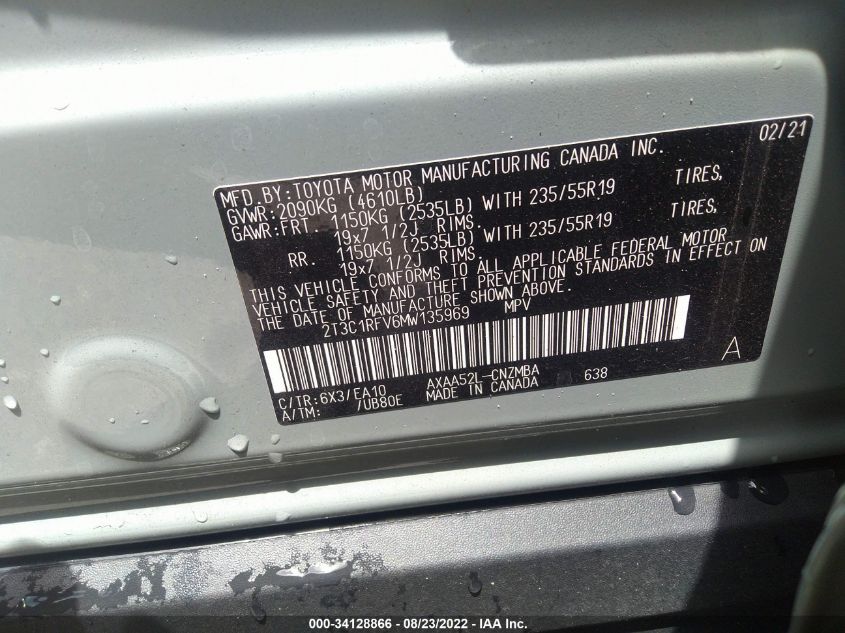 02/21
MFD.BY:TOYOTA MOTOR MANUFACTURING CANADA INC.
GVWR:2090KG (4610LB)
GAWR:FRT. 1150KG (2535LB) WITH 235/55R19 TIRES,
19x7 1/2J RIMS.
RR. 1150KG (2535LB) WITH 235/55R19 TIRES,
19x7 1/2J RIMS.
THIS VEHICLE CONFORMS TO ALL APPLICABLE FEDERAL MOTOR
VEHICLE SAFETY AND THEFT PREVENTION STANDARDS IN EFFECT ON
THE DATE OF MANUFACTURE SHOWN ABOVE.
2T3C1RFV6MW135969 MPV
A
C/TR:6X3/EA10 AXAA52L-CNZMBA 638
A/TM: /UB80E MADE IN CANADA
000-34128866 - 08/23/2022 - IAA Inc.